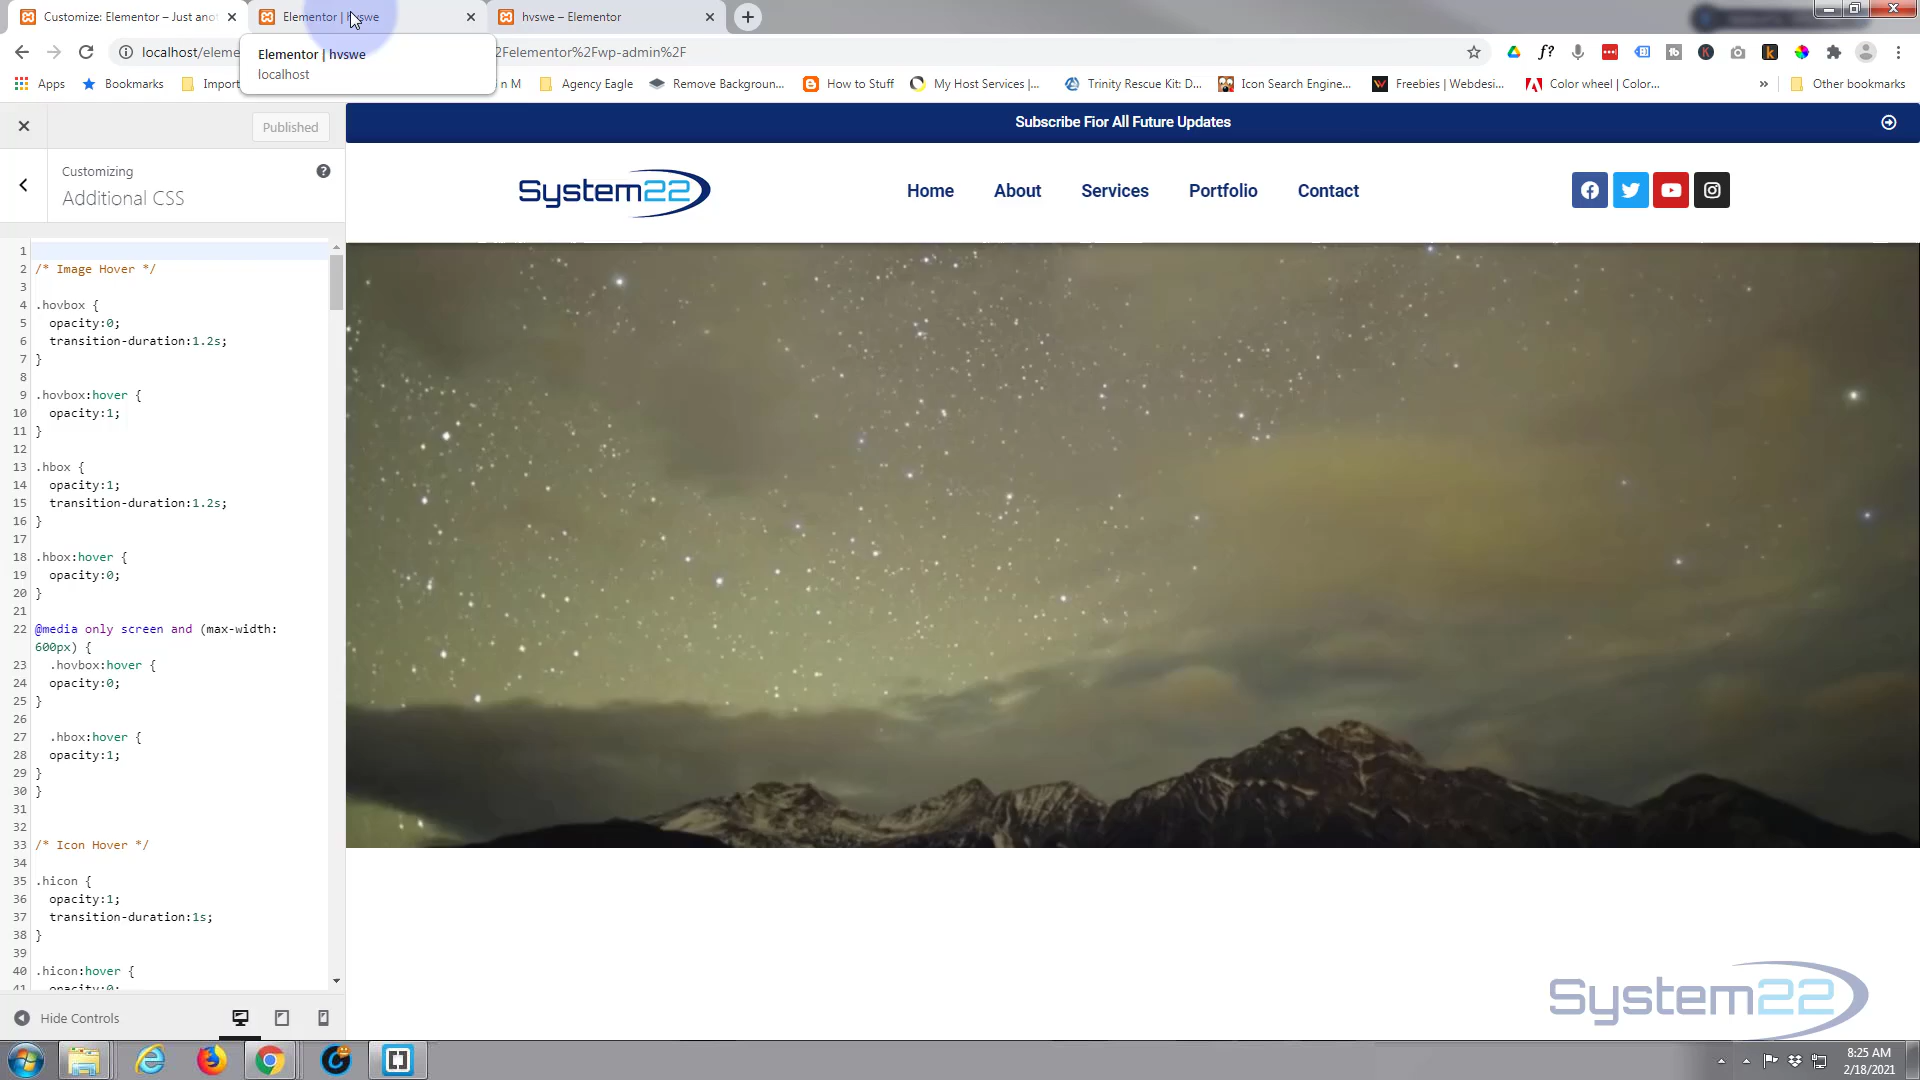 Customize: Elementor – Just anot
Elementor | hvswe
hvswe – Elementor
localhost/eleme
2Felementor%2Fwp-admin%2F
Elementor | hvswe
localhost
Apps
Bookmarks
Import
n M
Agency Eagle
Remove Backgroun...
How to Stuff
My Host Services |...
Trinity Rescue Kit: D...
Icon Search Engine...
Freebies | Webdesi...
Color wheel | Color...
»
Other bookmarks
Published
Customizing
Additional CSS
Subscribe Fior All Future Updates
System22
Home
About
Services
Portfolio
Contact
1
2 /* Image Hover */
3
4 .hovbox {
5 opacity:0;
6 transition-duration:1.2s;
7 }
8
9 .hovbox:hover {
10 opacity:1;
11 }
12
13 .hbox {
14 opacity:1;
15 transition-duration:1.2s;
16 }
17
18 .hbox:hover {
19 opacity:0;
20 }
21
22 @media only screen and (max-width:
600px) {
23 .hovbox:hover {
24 opacity:0;
25 }
26
27 .hbox:hover {
28 opacity:1;
29 }
30 }
31
32
33 /* Icon Hover */
34
35 .hicon {
36 opacity:1;
37 transition-duration:1s;
38 }
39
40 .hicon:hover {
41 opacity:0;
Hide Controls
System22
8:25 AM
2/18/2021